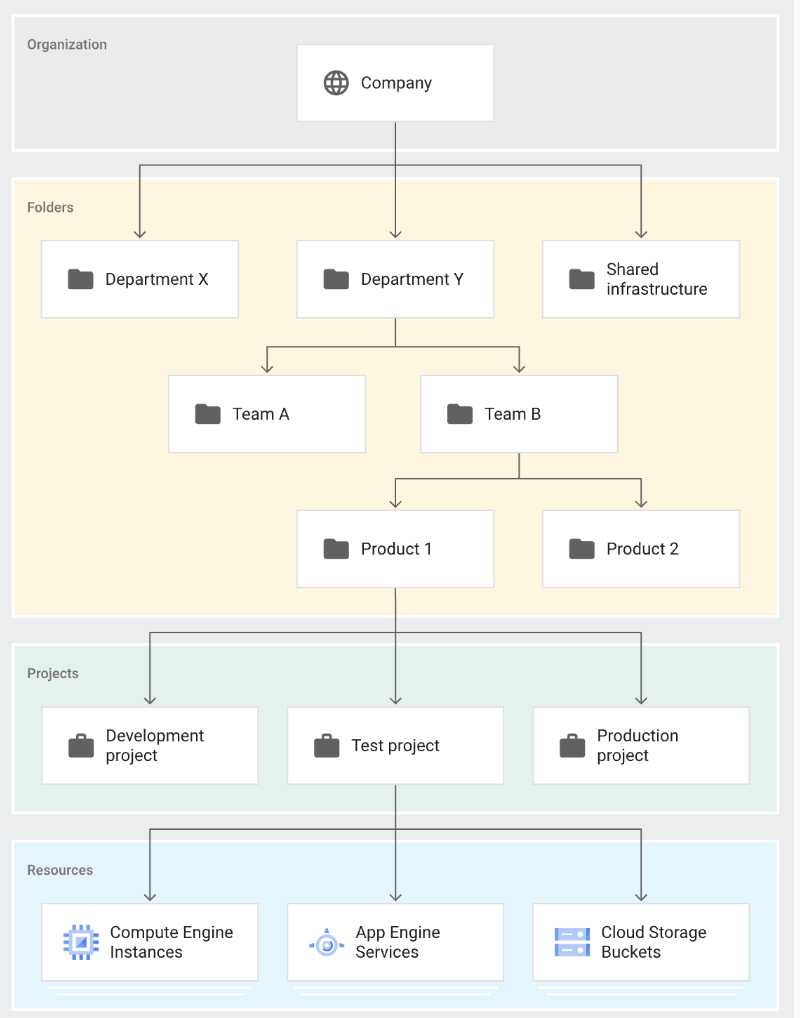 Organization
Company
Folders
Department X
Department Y
Shared
infrastructure
Team A
Team B
Product 1
Product 2
Projects
Development
project
Test project
Production
project
Resources
Compute Engine
Instances
App Engine
Services
Cloud Storage
Buckets